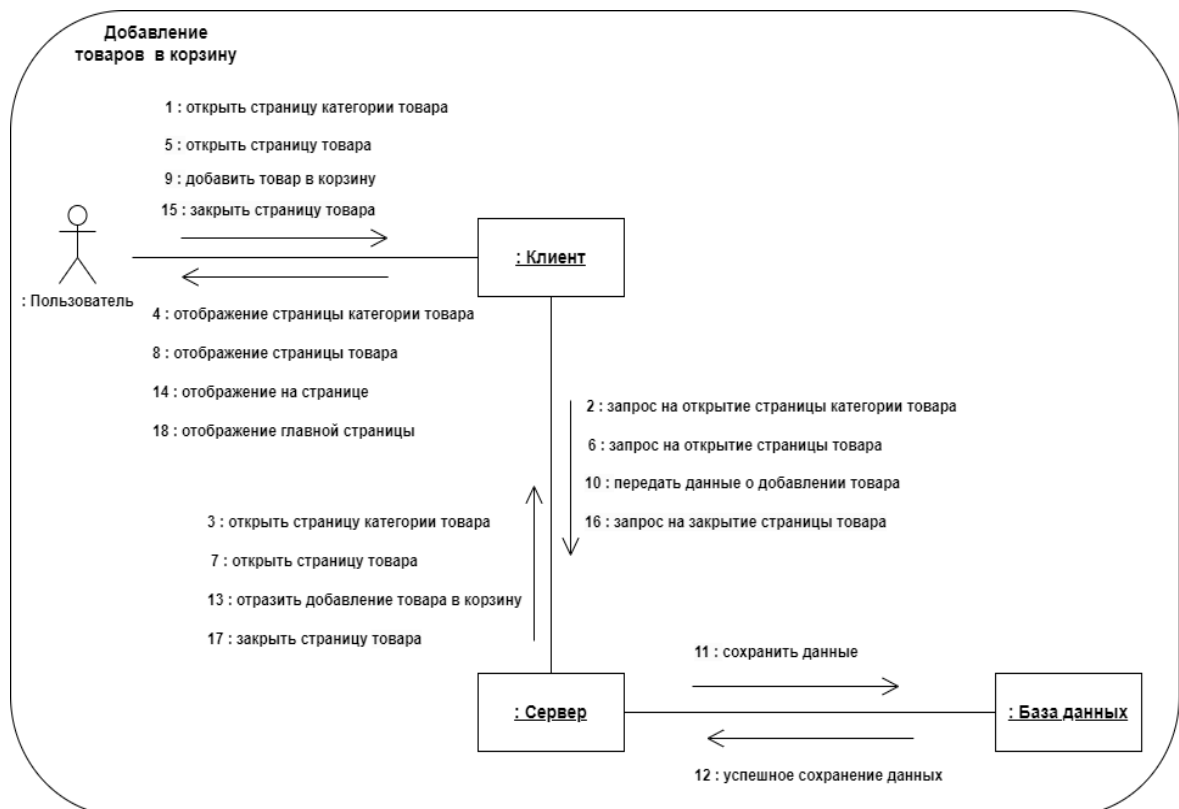 Добавление
товаров в корзину
1 : открыть страницу категории товара
5 : открыть страницу товара
9 : добавить товар в корзину
15 : закрыть страницу товара
: Клиент
: Пользователь
4 : отображение страницы категории товара
8 : отображение страницы товара
14 : отображение на странице
18 : отображение главной страницы
2 : запрос на открытие страницы категории товара
6 : запрос на открытие страницы товара
10 : передать данные о добавлении товара
16 : запрос на закрытие страницы товара
3 : открыть страницу категории товара
7 : открыть страницу товара
13 : отразить добавление товара в корзину
17 : закрыть страницу товара
11 : сохранить данные
: Сервер
: База данных
12 : успешное сохранение данных